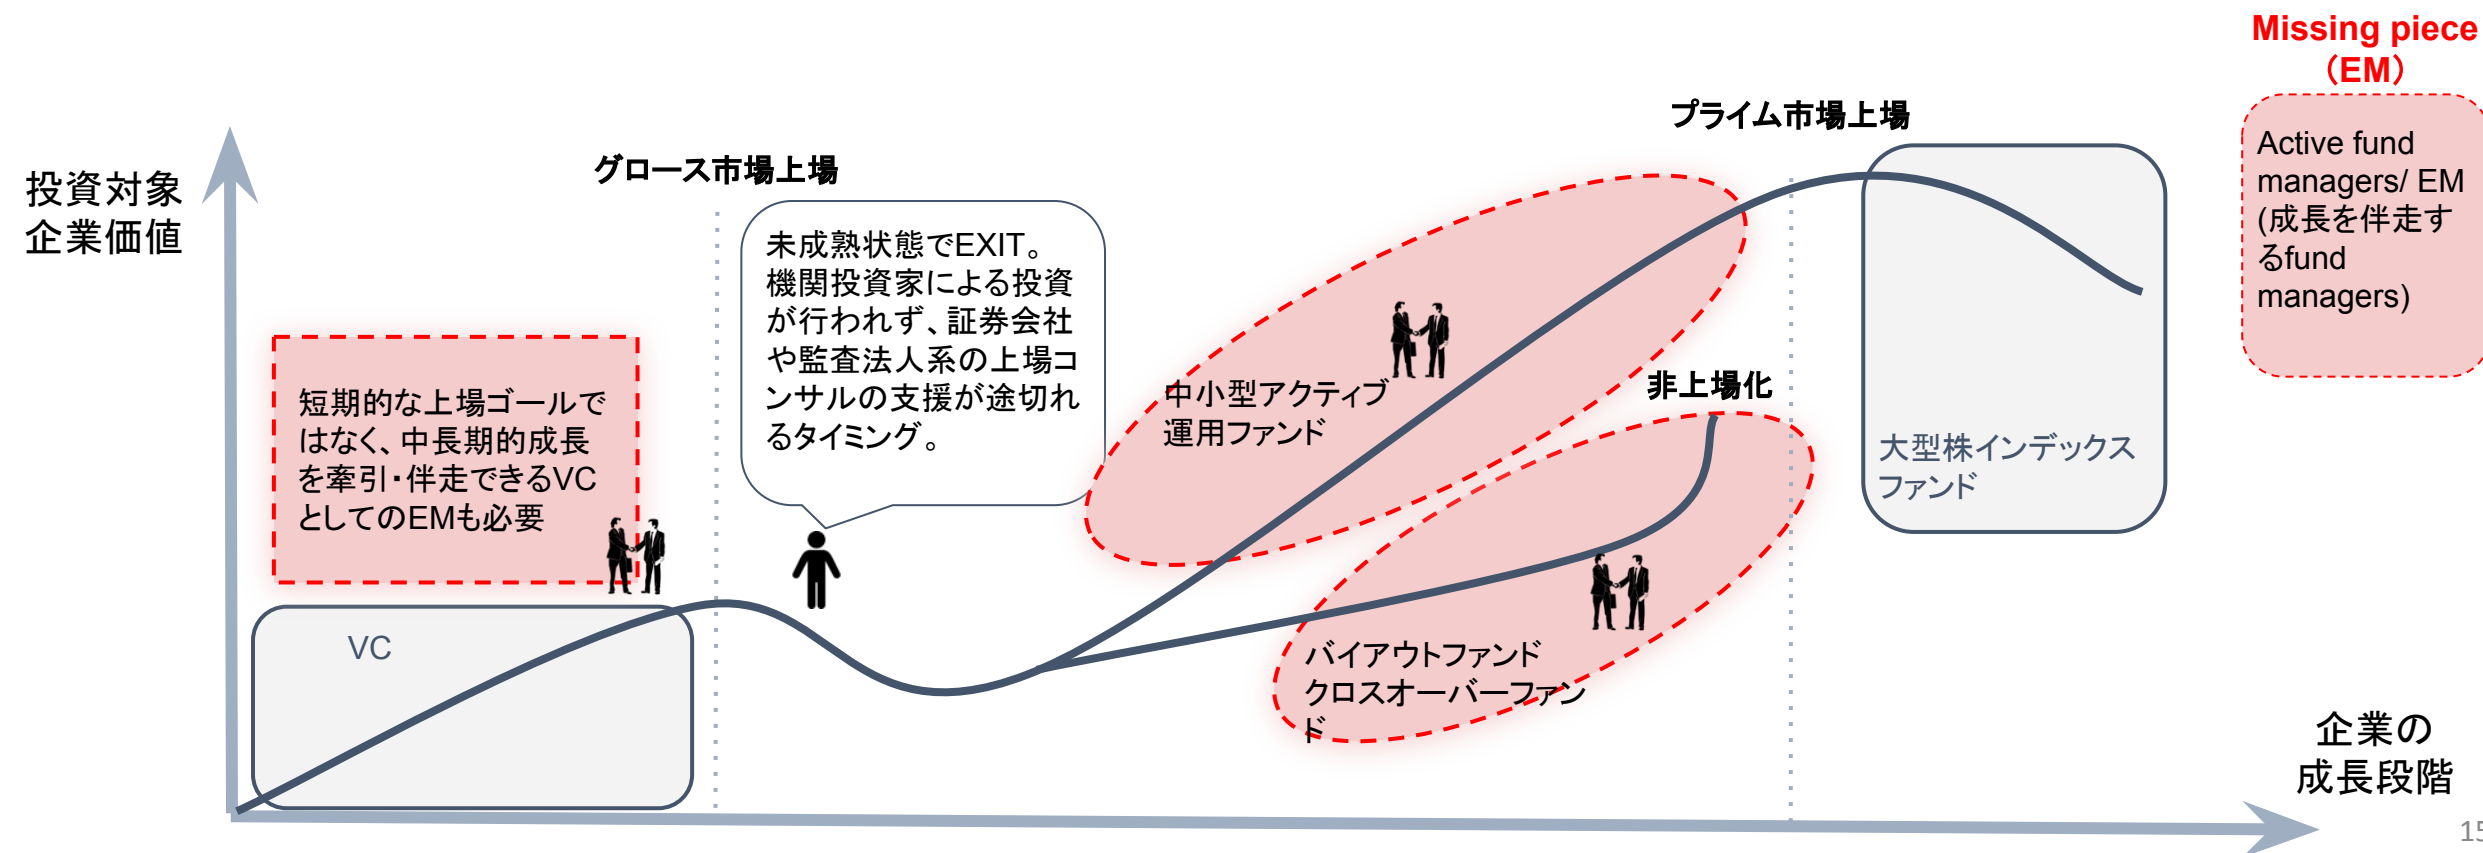 Missing piece
（EM）
Active fund
managers/ EM
(成長を伴走す
るfund
managers)
プライム市場上場
グロース市場上場
投資対象
企業価値
未成熟状態でEXIT。
機関投資家による投資
が行われず、証券会社
や監査法人系の上場コ
ンサルの支援が途切れ
るタイミング。
短期的な上場ゴールで
はなく、中長期的成長
を牽引・伴走できるVC
としてのEMも必要
中小型アクティブ
運用ファンド
非上場化
大型株インデックス
ファンド
VC
バイアウトファンド
クロスオーバーファン
ド
企業の
成長段階
15